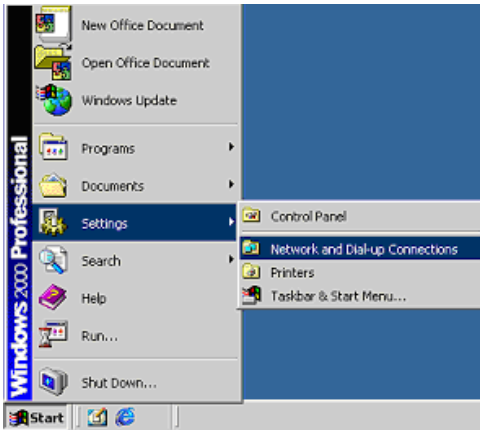 New Office Document
Open Office Document
Windows Update
Programs
Documents
Settings
Search
Help
Run...
Shut Down...
Windows 2000 Professional
Control Panel
Network and Dial-up Connections
Printers
Taskbar & Start Menu...
Start